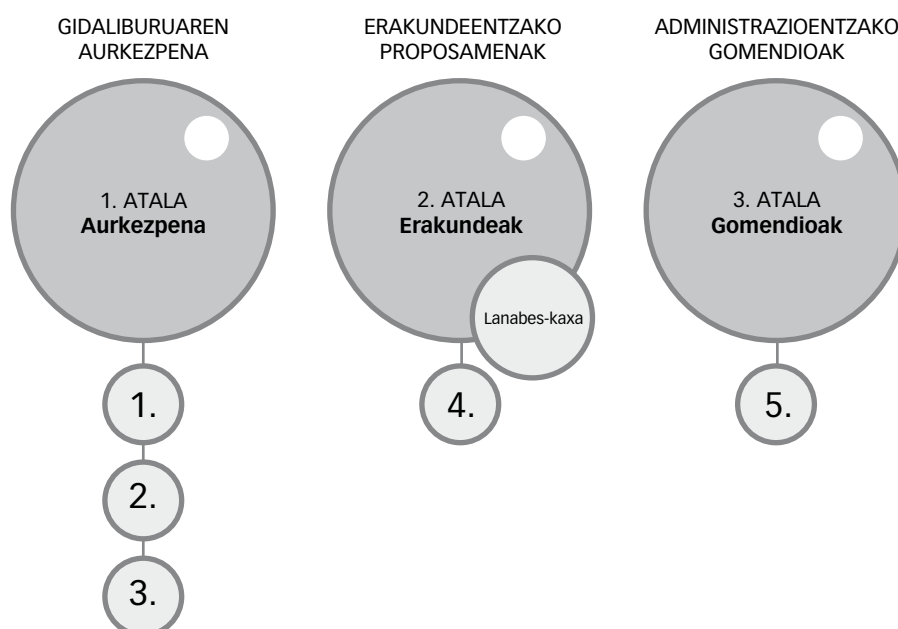 GIDALIBURUAREN
AURKEZPENA
ERAKUNDEENTZAKO
PROPOSAMENAK
ADMINISTRAZIOENTZAKO
GOMENDIOAK
1. ATALA
Aurkezpena
2. ATALA
Erakundeak
Lanabes-kaxa
3. ATALA
Gomendioak
1.
2.
3.
4.
5.